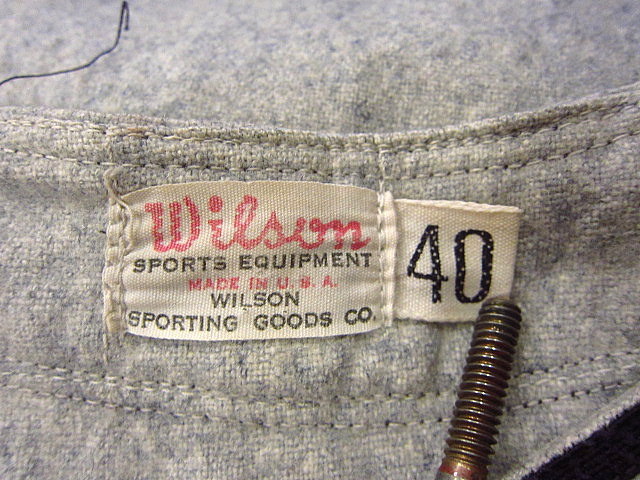 Wilson
SPORTS EQUIPMENT
MADE IN U.S.A.
WILSON
SPORTING GOODS CO.
40